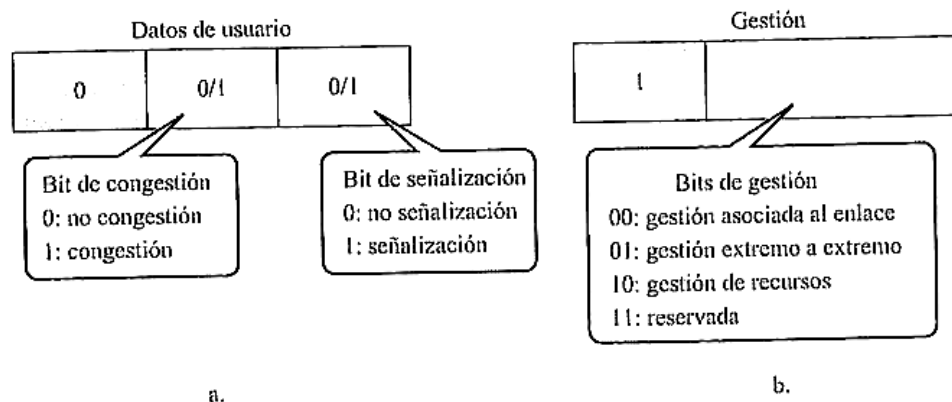 Datos de usuario
0
0/1
0/1
Bit de congestión
0: no congestión
1: congestión
Bit de señalización
0: no señalización
1: señalización
a.
Gestión
1
Bits de gestión
00: gestión asociada al enlace
01: gestión extremo a extremo
10: gestión de recursos
11: reservada
b.